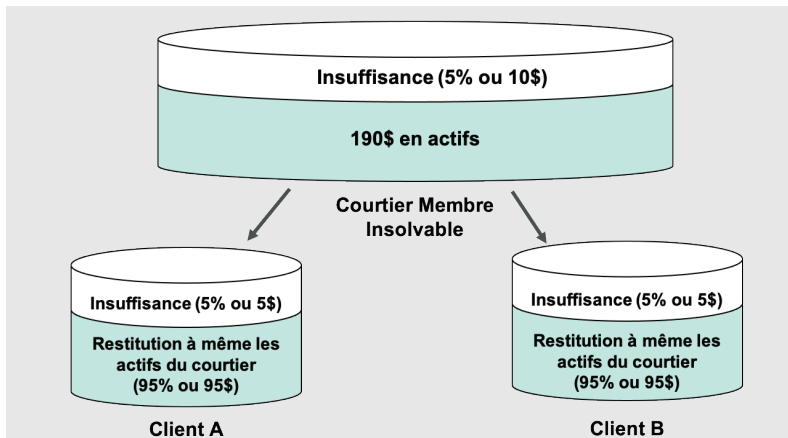 Insuffisance (5% ou 10$)
190$ en actifs
Courtier Membre
Insolvable
Insuffisance (5% ou 5$)
Restitution à même les
actifs du courtier
(95% ou 95$)
Client A
Insuffisance (5% ou 5$)
Restitution à même les
actifs du courtier
(95% ou 95$)
Client B